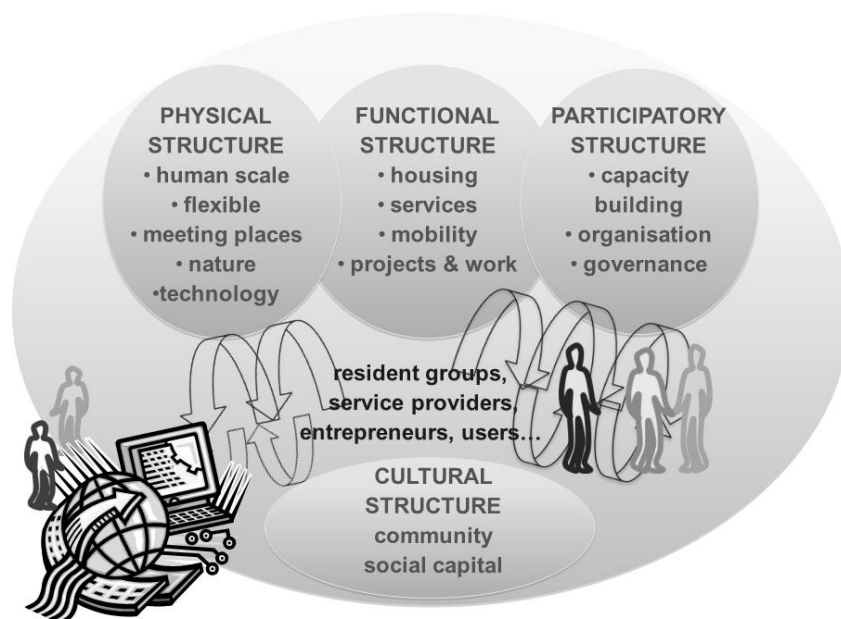 PHYSICAL
STRUCTURE
• human scale
• flexible
• meeting places
• nature
•technology
FUNCTIONAL
STRUCTURE
• housing
• services
• mobility
• projects & work
PARTICIPATORY
STRUCTURE
• capacity
building
• organisation
• governance
resident groups,
service providers,
entrepreneurs, users…
CULTURAL
STRUCTURE
community
social capital